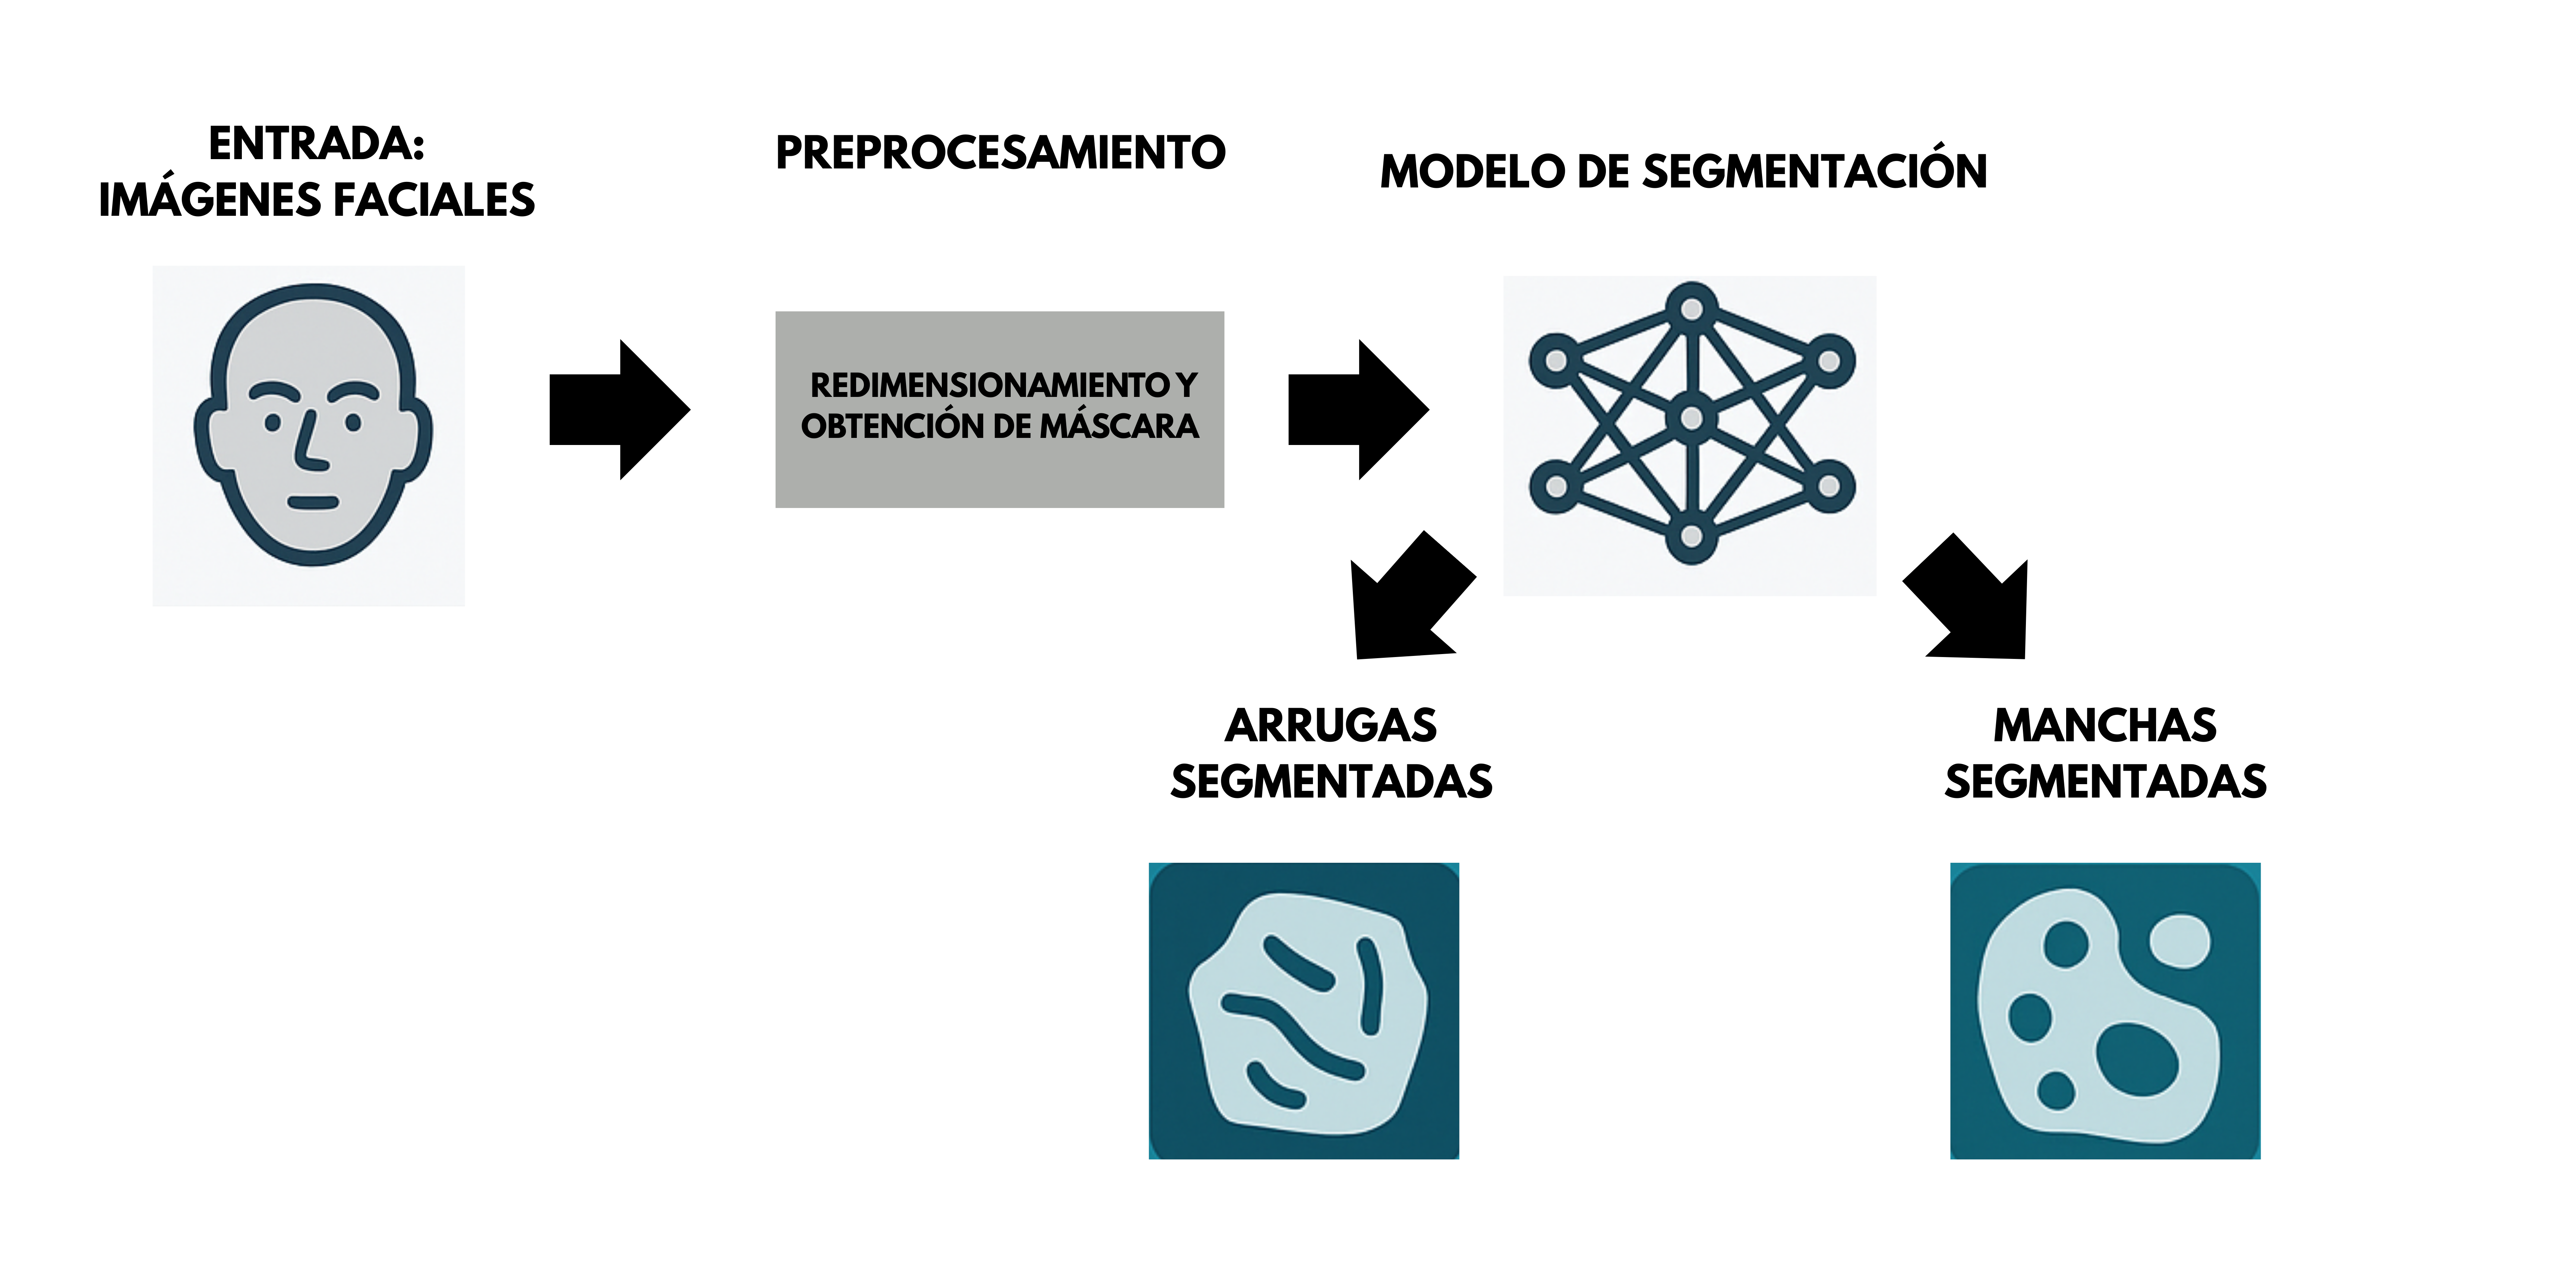 ENTRADA:
IMÁGENES FACIALES
PREPROCESAMIENTO
MODELO DE SEGMENTACIÓN
REDIMENSIONAMIENTO Y
OBTENCIÓN DE MÁSCARA
ARRUGAS
SEGMENTADAS
MANCHAS
SEGMENTADAS